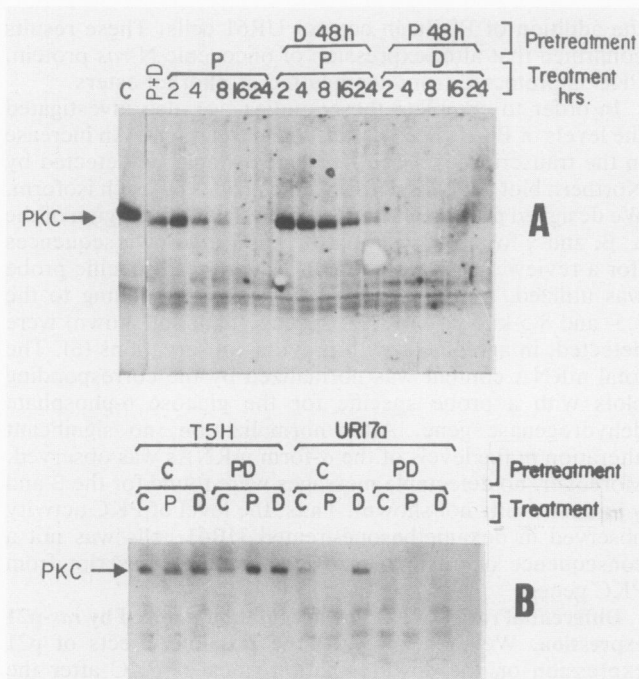 D 48h P 48h Pretreatment
C P+D P D Treatment
2 4 8 16 24 2 4 8 16 24 2 4 8 16 24 hrs.
PKC A
T5H URI7a
C PD C PD Pretreatment
C P D C P D C P D C P D Treatment
PKC B